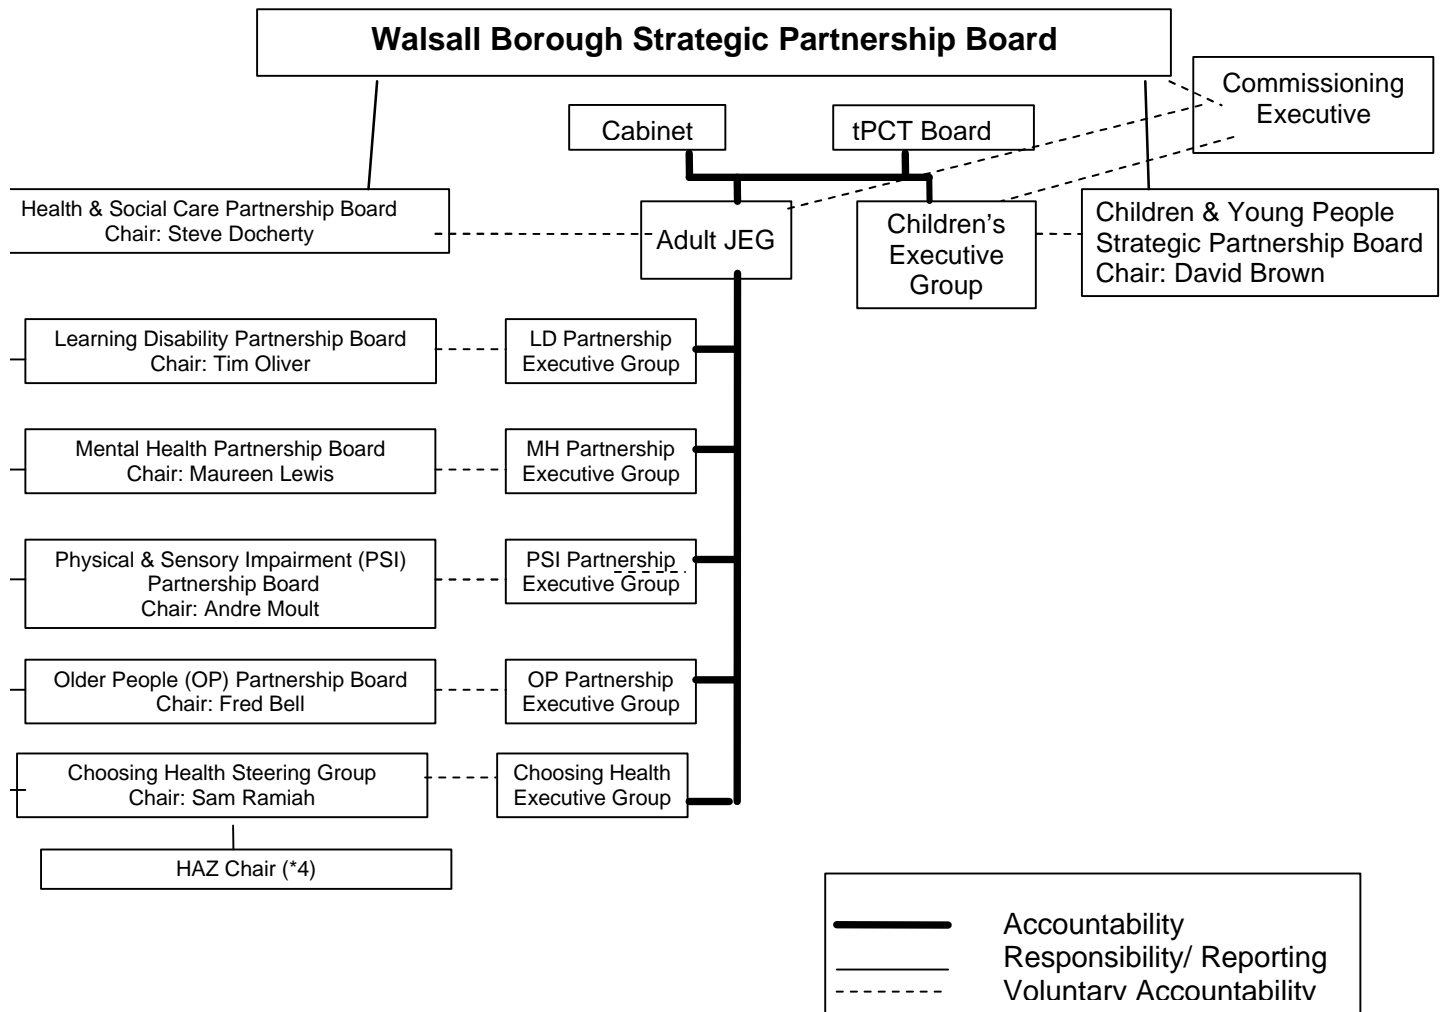 Walsall Borough Strategic Partnership Board
Commissioning
Executive
Cabinet
tPCT Board
Health & Social Care Partnership Board
Chair: Steve Docherty
Adult JEG
Children’s
Executive
Group
Children & Young People
Strategic Partnership Board
Chair: David Brown
Learning Disability Partnership Board
Chair: Tim Oliver
LD Partnership
Executive Group
Mental Health Partnership Board
Chair: Maureen Lewis
MH Partnership
Executive Group
Physical & Sensory Impairment (PSI)
Partnership Board
Chair: Andre Moult
PSI Partnership
Executive Group
Older People (OP) Partnership Board
Chair: Fred Bell
OP Partnership
Executive Group
Choosing Health Steering Group
Chair: Sam Ramiah
Choosing Health
Executive Group
HAZ Chair (*4)
Accountability
Responsibility/ Reporting
Voluntary Accountability